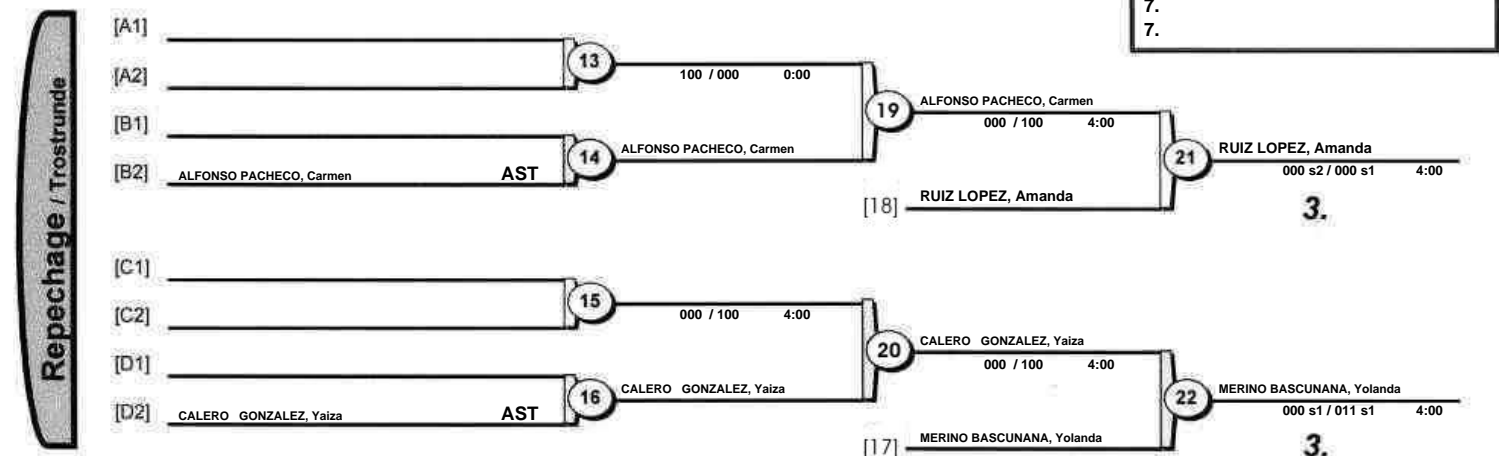 7.
7.
Repechage / Trostrunde
[A1]
13
[A2]
100 / 000 0:00
19
ALFONSO PACHECO, Carmen
000 / 100 4:00
[B1]
14
ALFONSO PACHECO, Carmen
[B2] ALFONSO PACHECO, Carmen AST
21
RUIZ LOPEZ, Amanda
000 s2 / 000 s1 4:00
[18] RUIZ LOPEZ, Amanda
3.
[C1]
15
[C2]
000 / 100 4:00
20
CALERO GONZALEZ, Yaiza
000 / 100 4:00
[D1]
16
CALERO GONZALEZ, Yaiza
[D2] CALERO GONZALEZ, Yaiza AST
22
MERINO BASCUNANA, Yolanda
000 s1 / 011 s1 4:00
[17] MERINO BASCUNANA, Yolanda
3.